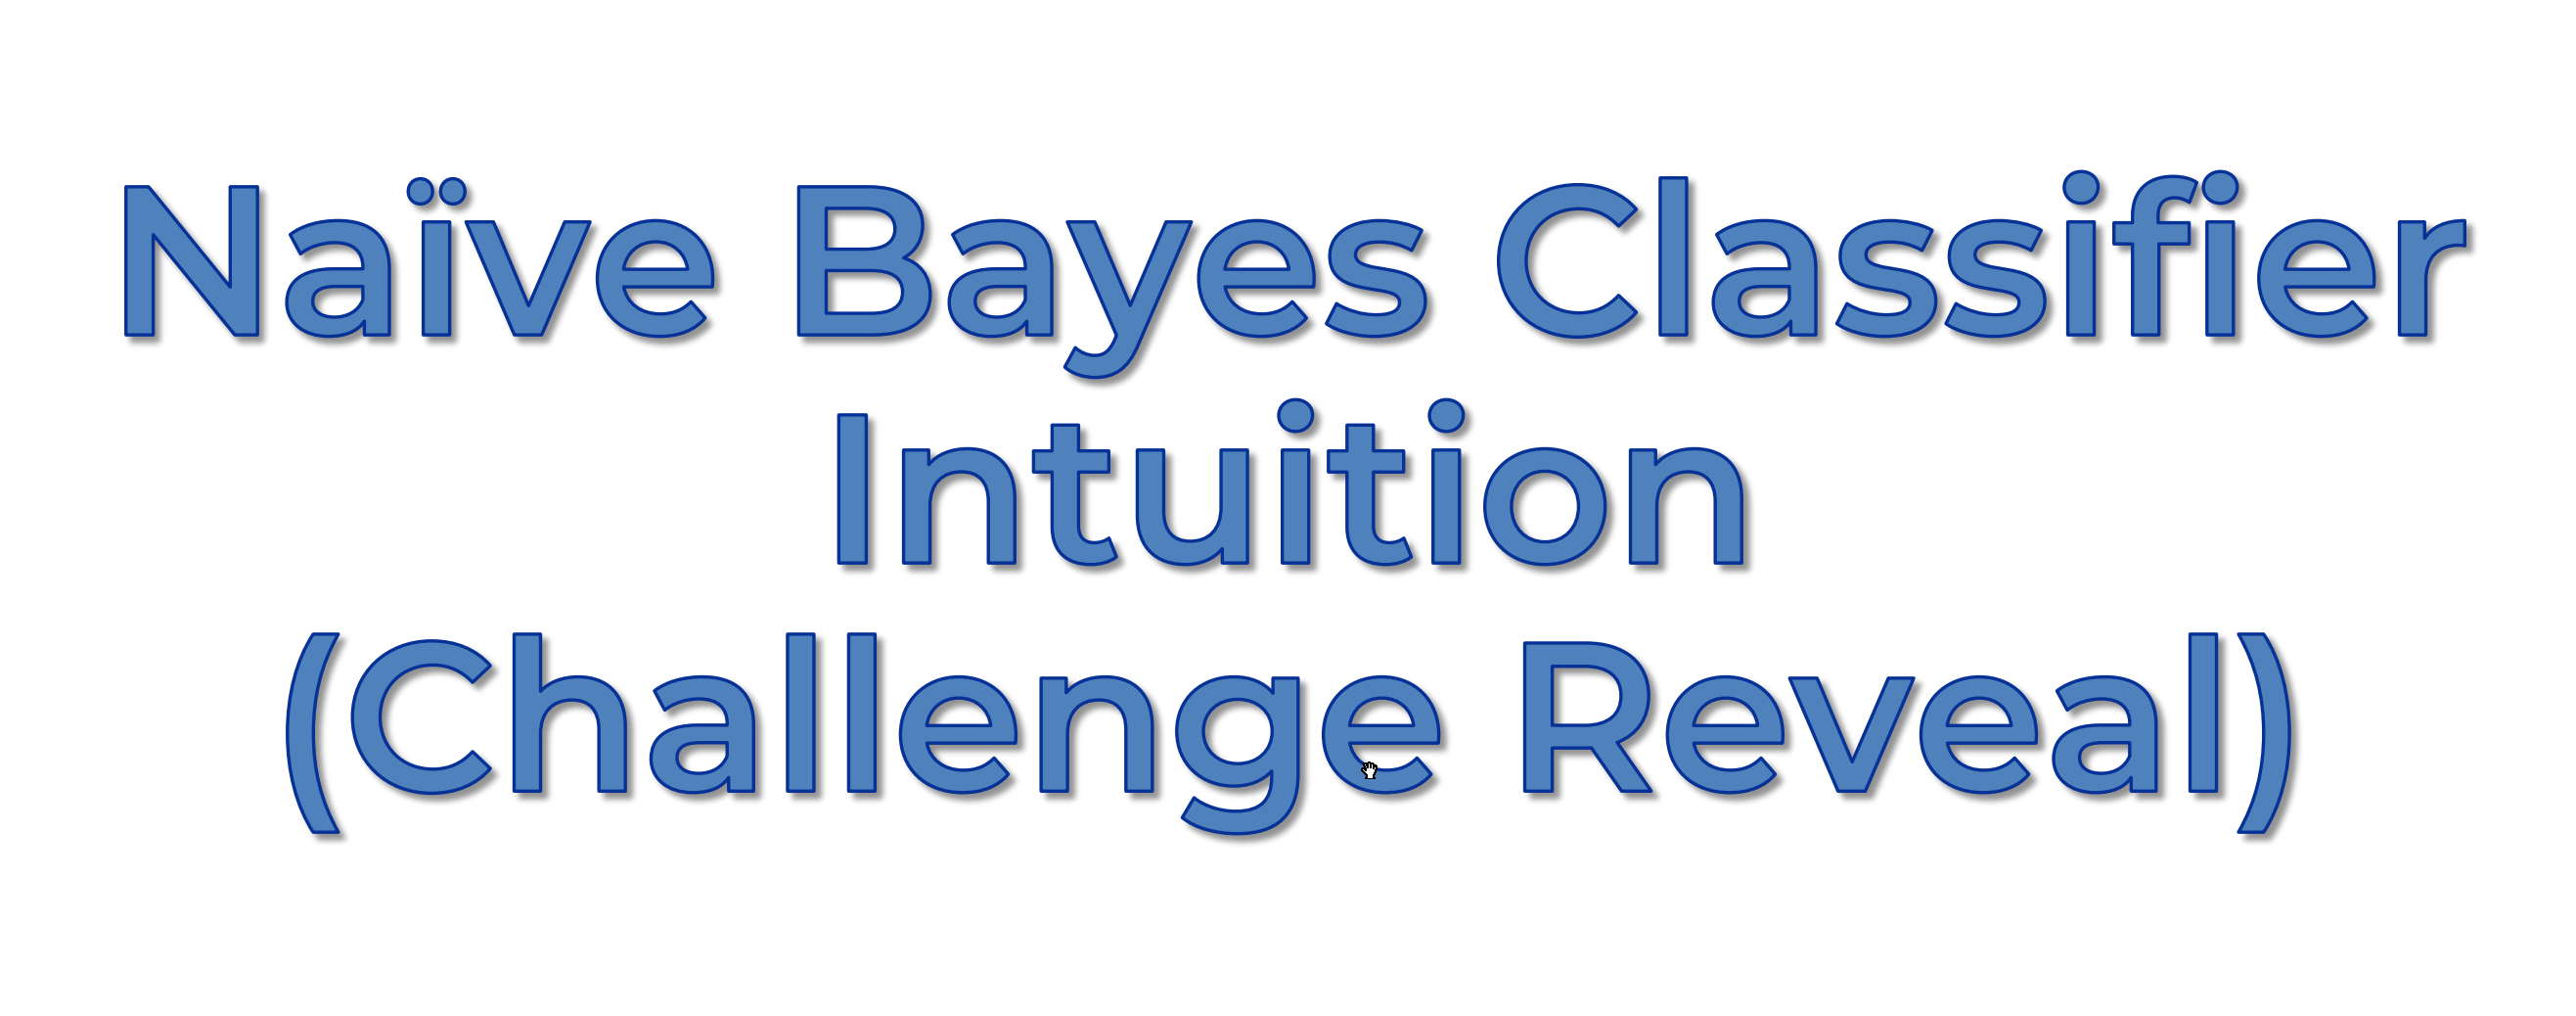 Naïve Bayes Classifier
Intuition
(Challenge Reveal)